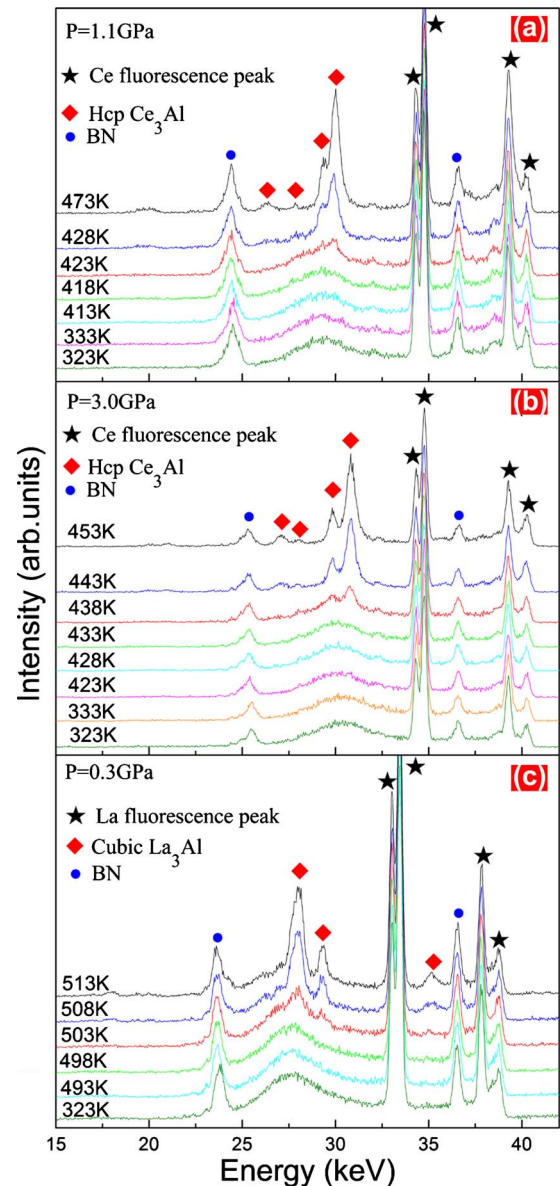 P=1.1GPa
(a)
★ Ce fluorescence peak
◆ Hcp Ce₃Al
● BN
473K
428K
423K
418K
413K
333K
323K
P=3.0GPa
(b)
★ Ce fluorescence peak
◆ Hcp Ce₃Al
● BN
453K
443K
438K
433K
428K
423K
333K
323K
P=0.3GPa
(c)
★ La fluorescence peak
◆ Cubic La₃Al
● BN
513K
508K
503K
498K
493K
323K
15 20 25 30 35 40
Energy (keV)
Intensity (arb.units)